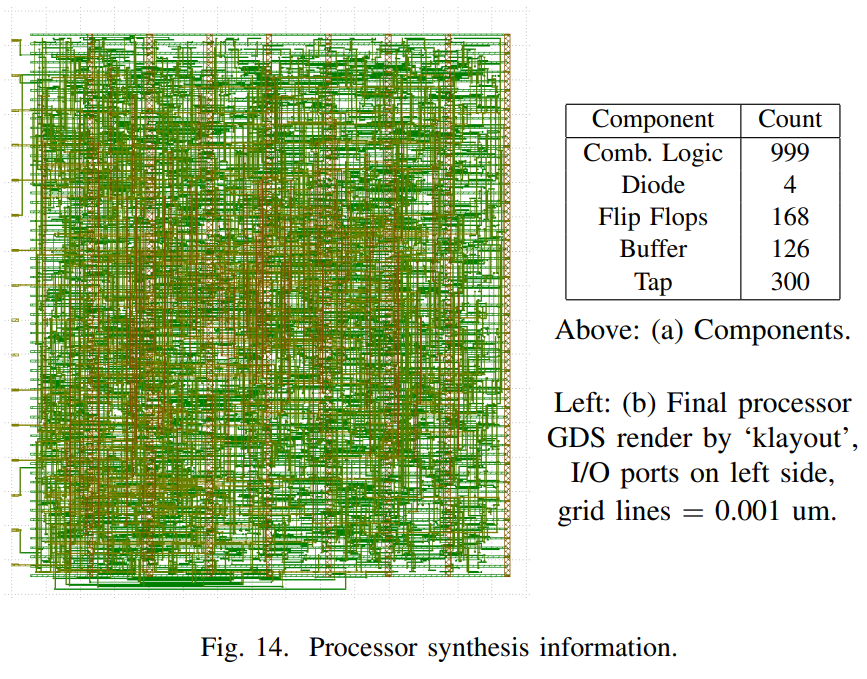 Component Count
Comb. Logic 999
Diode 4
Flip Flops 168
Buffer 126
Tap 300
Above: (a) Components.
Left: (b) Final processor
GDS render by ‘klayout’,
I/O ports on left side,
grid lines = 0.001 um.
Fig. 14. Processor synthesis information.